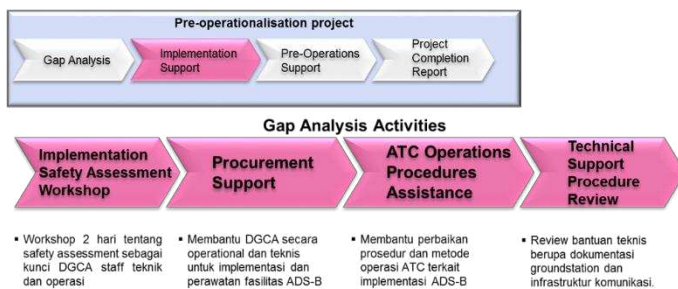 Pre-operationalisation project
Gap Analysis
Implementation
Support
Pre-Operations
Support
Project
Completion
Report
Gap Analysis Activities
Implementation
Safety Assessment
Workshop
Procurement
Support
ATC Operations
Procedures
Assistance
Technical
Support
Procedure
Review
▪ Workshop 2 hari tentang
safety assessment sebagai
kunci DGCA staff teknik
dan operasi
▪ Membantu DGCA secara
operational dan teknis
untuk implementasi dan
perawatan fasilitas ADS-B
▪ Membantu perbaikan
prosedur dan metode
operasi ATC terkait
implementasi ADS-B
▪ Review bantuan teknis
berupa dokumentasi
groundstation dan
infrastruktur komunikasi.